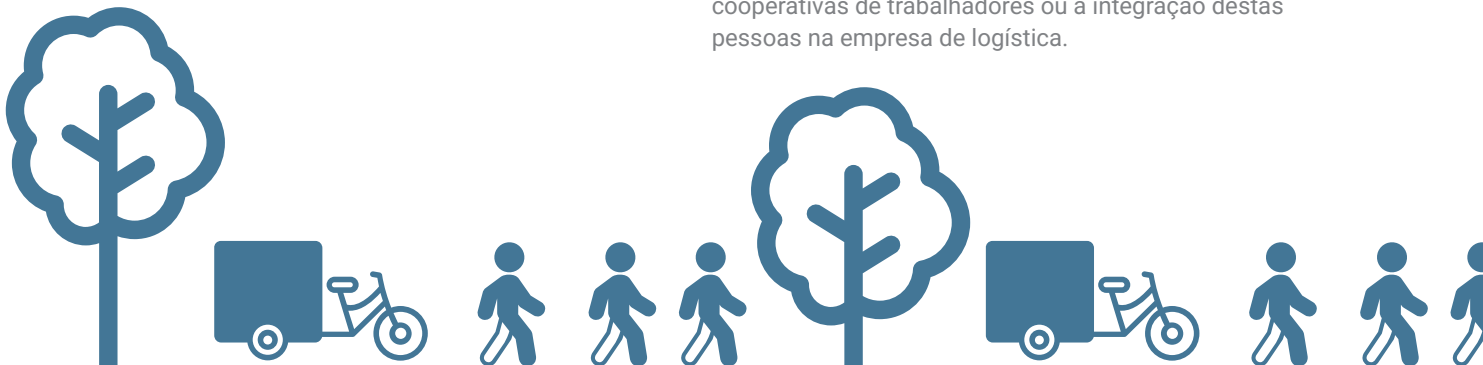 cooperativas de trabalhadores ou a integração destas
pessoas na empresa de logística.